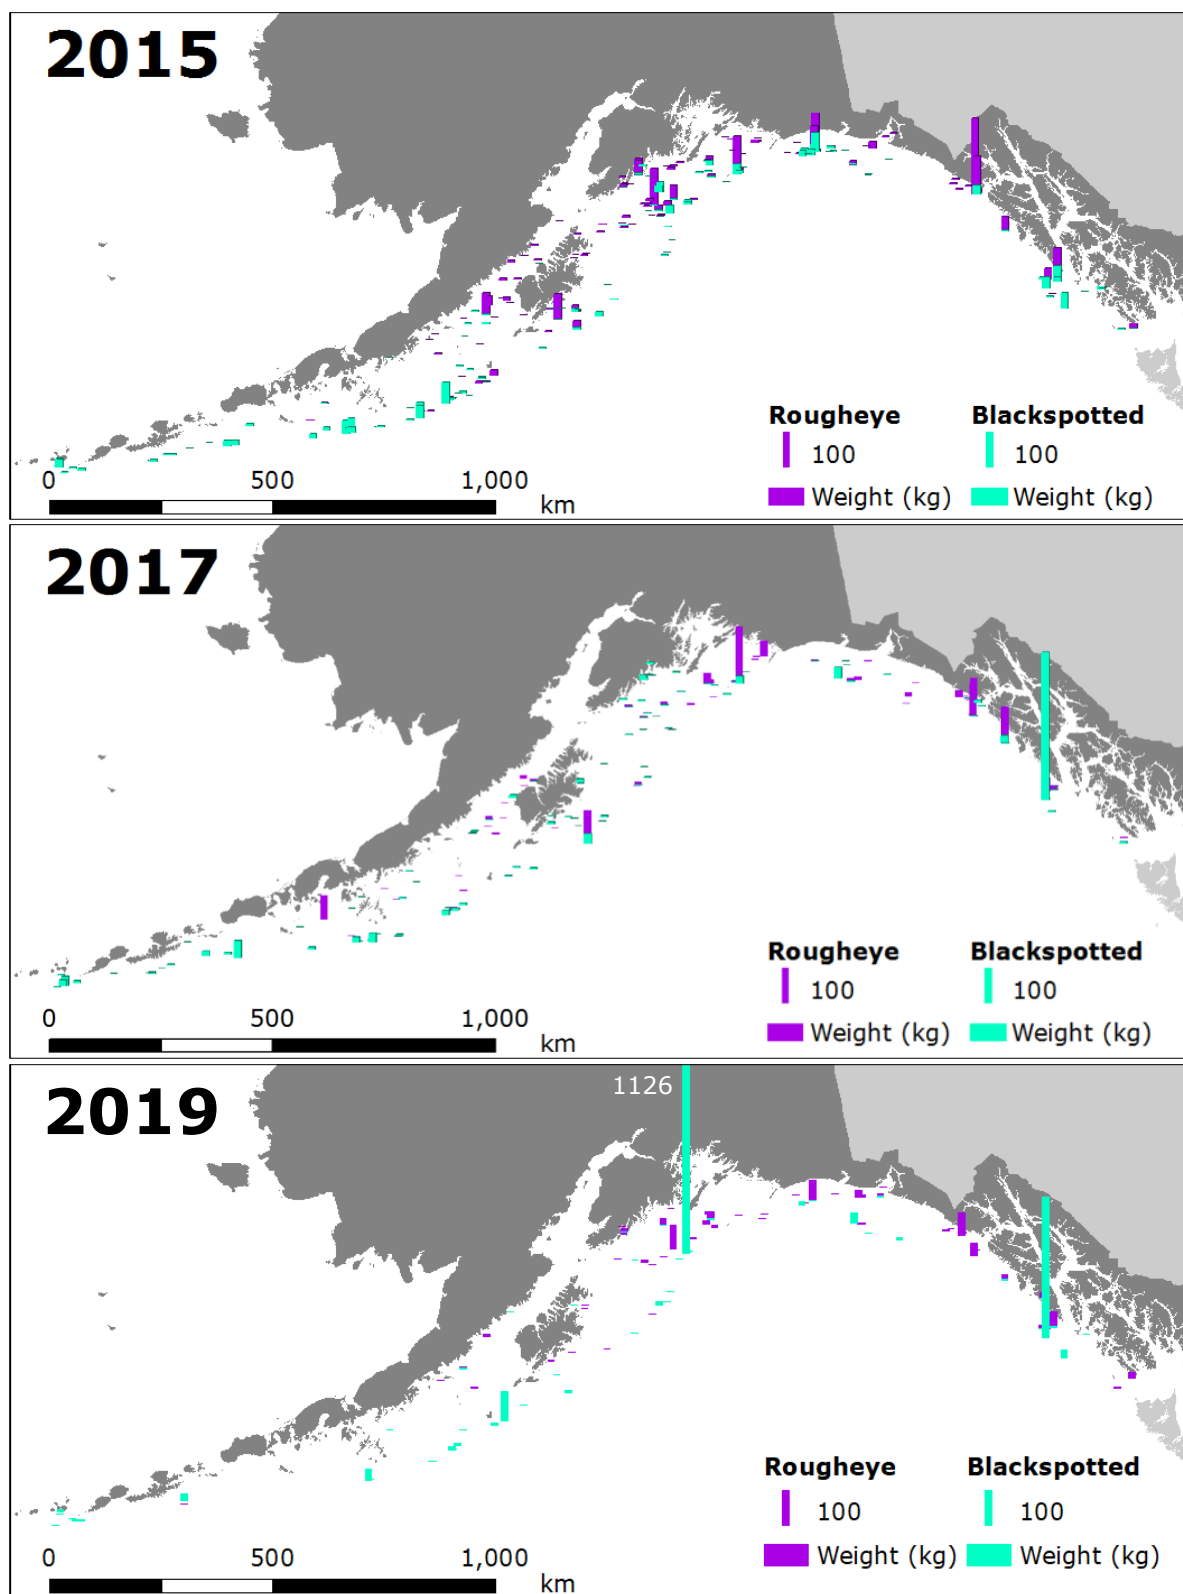 2015
Rougheye Blackspotted
100 100
Weight (kg) Weight (kg)
0 500 1,000
km
2017
Rougheye Blackspotted
100 100
Weight (kg) Weight (kg)
0 500 1,000
km
1126
2019
Rougheye Blackspotted
100 100
Weight (kg) Weight (kg)
0 500 1,000
km